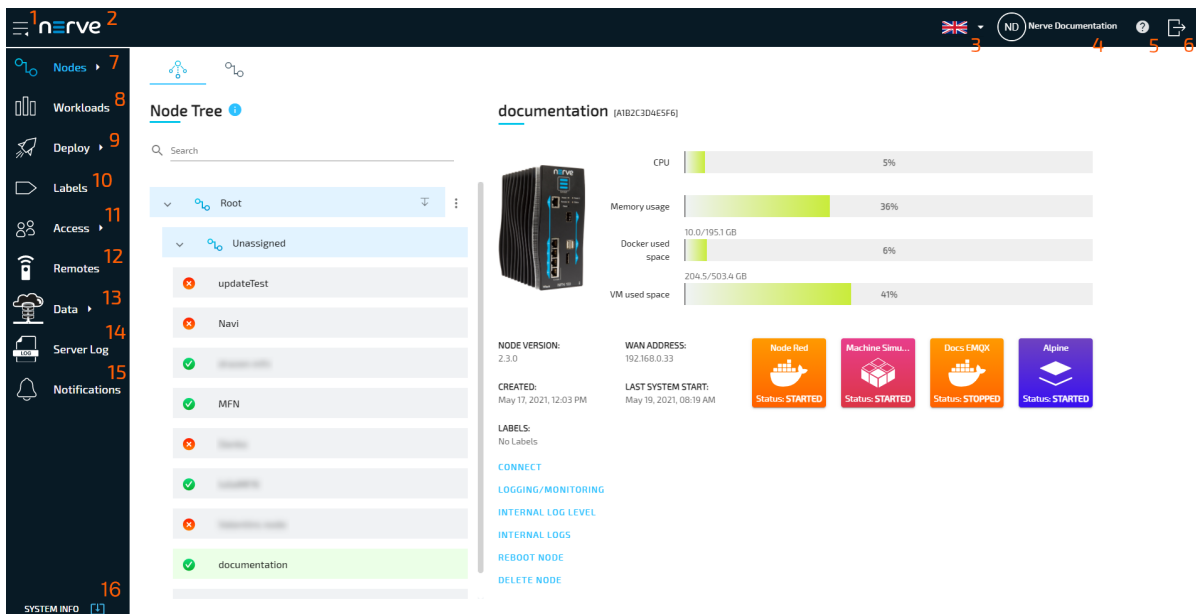 1 nerve 2
3
ND Nerve Documentation
4 5 6
Nodes 7
Workloads 8
Deploy 9
Labels 10
Access 11
Remotes 12
Data 13
Server Log 14
LOG
Notifications 15
16
SYSTEM INFO
Node Tree
Search
Root
Unassigned
updateTest
Navi
MFN
documentation
documentation [A1B2C3D4E5F6]
nerve
CPU 5%
Memory usage 36%
10.0/195.1 GB
Docker used space 6%
204.5/503.4 GB
VM used space 41%
NODE VERSION:
2.3.0
WAN ADDRESS:
192.168.0.33
CREATED:
May 17, 2021, 12:03 PM
LAST SYSTEM START:
May 19, 2021, 08:19 AM
LABELS:
No Labels
Node Red
Status: STARTED
Machine Simu...
Status: STARTED
Docs EMQX
Status: STOPPED
Alpine
Status: STARTED
CONNECT
LOGGING/MONITORING
INTERNAL LOG LEVEL
INTERNAL LOGS
REBOOT NODE
DELETE NODE